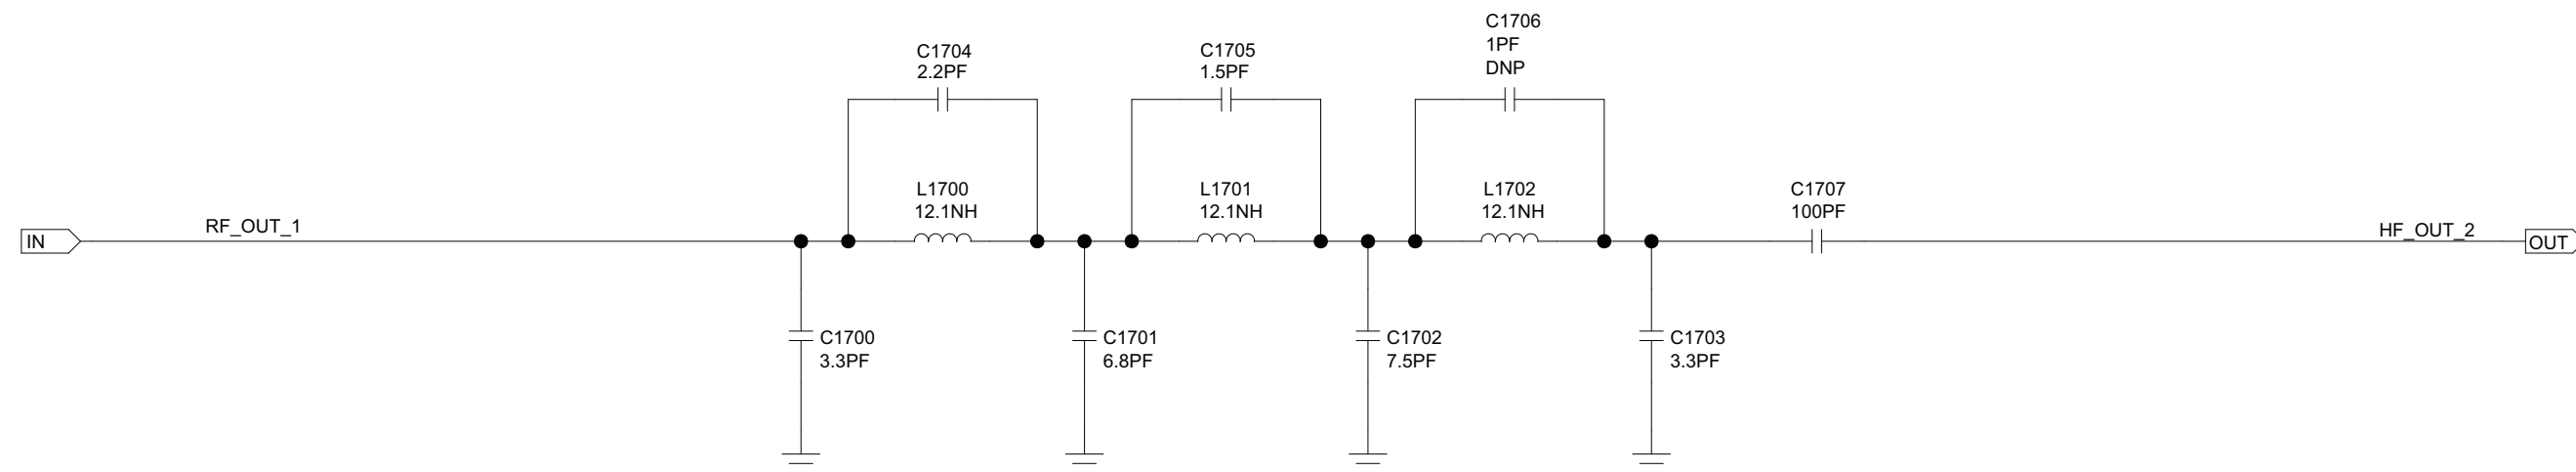 C1706
1PF
DNP
C1704
2.2PF
C1705
1.5PF
L1700
12.1NH
L1701
12.1NH
L1702
12.1NH
C1707
100PF
IN
RF_OUT_1
HF_OUT_2
OUT
C1700
3.3PF
C1701
6.8PF
C1702
7.5PF
C1703
3.3PF